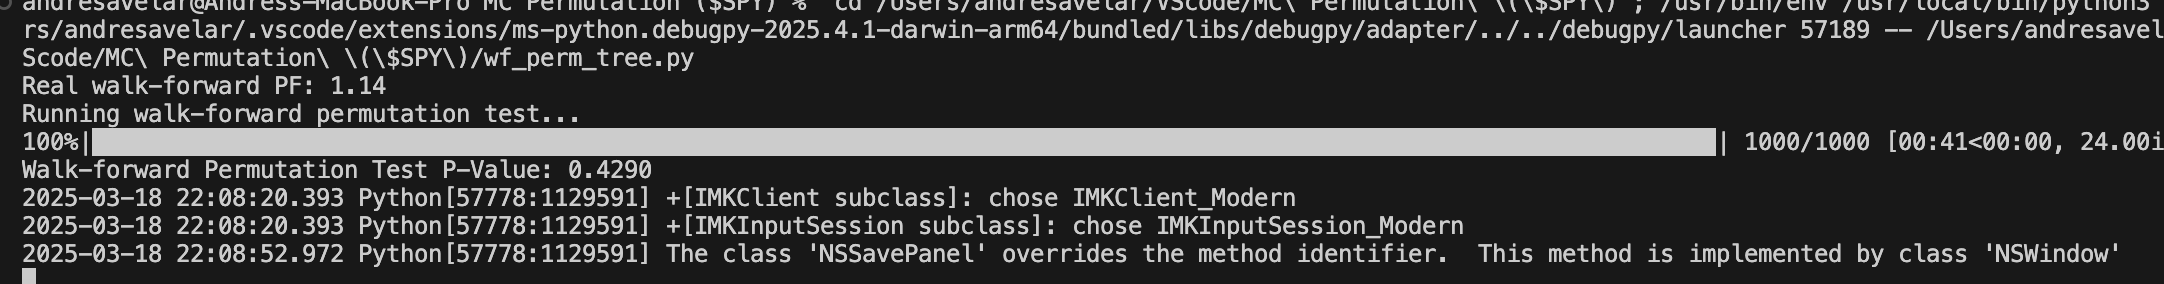 andresavelar@Andress-MacBook-Pro MC Permutation ($SPY) % cd /Users/andresavelar/VScode/MC\ Permutation\ \(\$SPY\) ; /usr/bin/env /usr/local/bin/python3
rs/andresavelar/.vscode/extensions/ms-python.debugpy-2025.4.1-darwin-arm64/bundled/libs/debugpy/adapter/../../debugpy/launcher 57189 -- /Users/andresavel
Scode/MC\ Permutation\ \(\$SPY\)/wf_perm_tree.py
Real walk-forward PF: 1.14
Running walk-forward permutation test...
100%| | 1000/1000 [00:41<00:00, 24.00i
Walk-forward Permutation Test P-Value: 0.4290
2025-03-18 22:08:20.393 Python[57778:1129591] +[IMKClient subclass]: chose IMKClient_Modern
2025-03-18 22:08:20.393 Python[57778:1129591] +[IMKInputSession subclass]: chose IMKInputSession_Modern
2025-03-18 22:08:52.972 Python[57778:1129591] The class 'NSSavePanel' overrides the method identifier.  This method is implemented by class 'NSWindow'